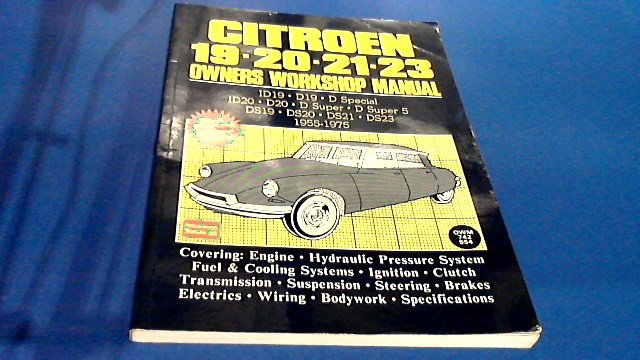 CITROEN
19·20·21·23
OWNERS WORKSHOP MANUAL
ID19 · D19 · D Special
ID20 · D20 · D Super · D Super 5
DS19 · DS20 · DS21 · DS23
1955-1975
OWM
742
854
Covering: Engine · Hydraulic Pressure System
Fuel & Cooling Systems · Ignition · Clutch
Transmission · Suspension · Steering · Brakes
Electrics · Wiring · Bodywork · Specifications